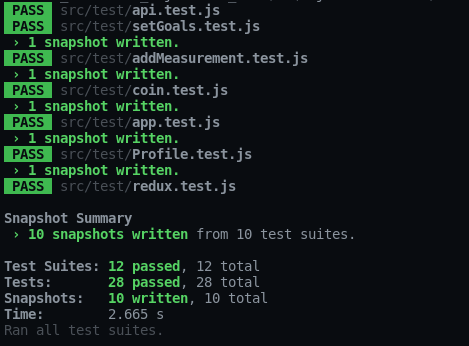 PASS src/test/api.test.js
PASS src/test/setGoals.test.js
› 1 snapshot written.
PASS src/test/addMeasurement.test.js
› 1 snapshot written.
PASS src/test/coin.test.js
› 1 snapshot written.
PASS src/test/app.test.js
› 1 snapshot written.
PASS src/test/Profile.test.js
› 1 snapshot written.
PASS src/test/redux.test.js
Snapshot Summary
› 10 snapshots written from 10 test suites.
Test Suites: 12 passed, 12 total
Tests: 28 passed, 28 total
Snapshots: 10 written, 10 total
Time: 2.665 s
Ran all test suites.